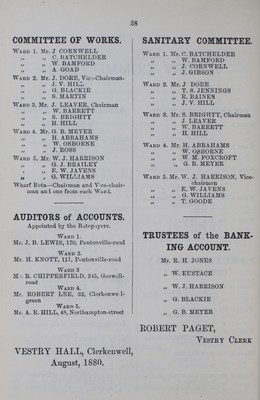 38
COMMITTEE OF WORKS.
WARD 1. Mr. J CORNWELL
„ „ C. BATCHELDER
„ „ W. BAMFORD
„ „ A. GOAD
WARD 2. Mr. J. DORE, Vice-Chairman.
„ „ J. V. HILL
„ „ G. BLACKIE
„ „ S. MARTIN
WARD 3. Mr. J. LEAVER, Chairman
„ „ W. BARRETT
„ „ S. BRIGHTY
„ „ H. HILL
WARD 4. Mr. G. B. MEYER
„ „ H. ABRAHAMS
„ „ W. OSBORNE
„ „ J. ROSS
WARD 5. Mr. W. J. HARRISON
„ „ G. J. BEALEY
„ „ E. W. JAVENS
„ „ G. WILLIAMS
Wharf Rota—Chairman and Vice-chair-
man and one from each Ward.
AUDITORS of ACCOUNTS.
Appointed by the Ratepayers.
WARD 1.
Mr. J. B. LEWIS, 170, Pentonville-road
WARD 2.
Mr. H. KNOTT, 117, Pentonville-road
WARD 3
Mr. R. CHIPPERFIELD, 245, Goswell-
road
WARD 4.
Mr. ROBERT LEE, 32, Clerkenwell-
green
WARD 5.
Mr. A. E. HILL, 48, Northampton-street
VESTRY HALL, Clerkenwell,
August, 1880.
SANITARY COMMITTEE.
WARD 1. Mr. C. BATCHELDER
„ „ W. BAMFORD
„ „ J. CORNWELL
„ „ J. GIBSON
WARD 2. Mr. J DORE
„ „ T. S. JENNINGS
„ „ E. RAINES
„ „ J. V. HILL
WARD 3. Mr. S. BRIGHTY, Chairman
„ „ J. LEAVER
„ „ W. BARRETT
„ „ H. HILL
WARD 4. Mr. H. ABRAHAMS
„ „ W. OSBORNE
„ „ W. M. FOXCROFT
„ „ G. B. MEYER
WARD 5. Mr. W. J. HARRISON, Vice-
chairman
„ „ E. W. JAVENS
„ „ G. WILLIAMS
„ „ T. GOODE
TRUSTEES of the BANK-
ING ACCOUNT.
Mr. R. H. JONES
„ W. EUSTACE
„ W. J. HARRISON
„ G. BLACKIE
„ G. B. MEYER
ROBERT PAGET,
VESTRY CLERK